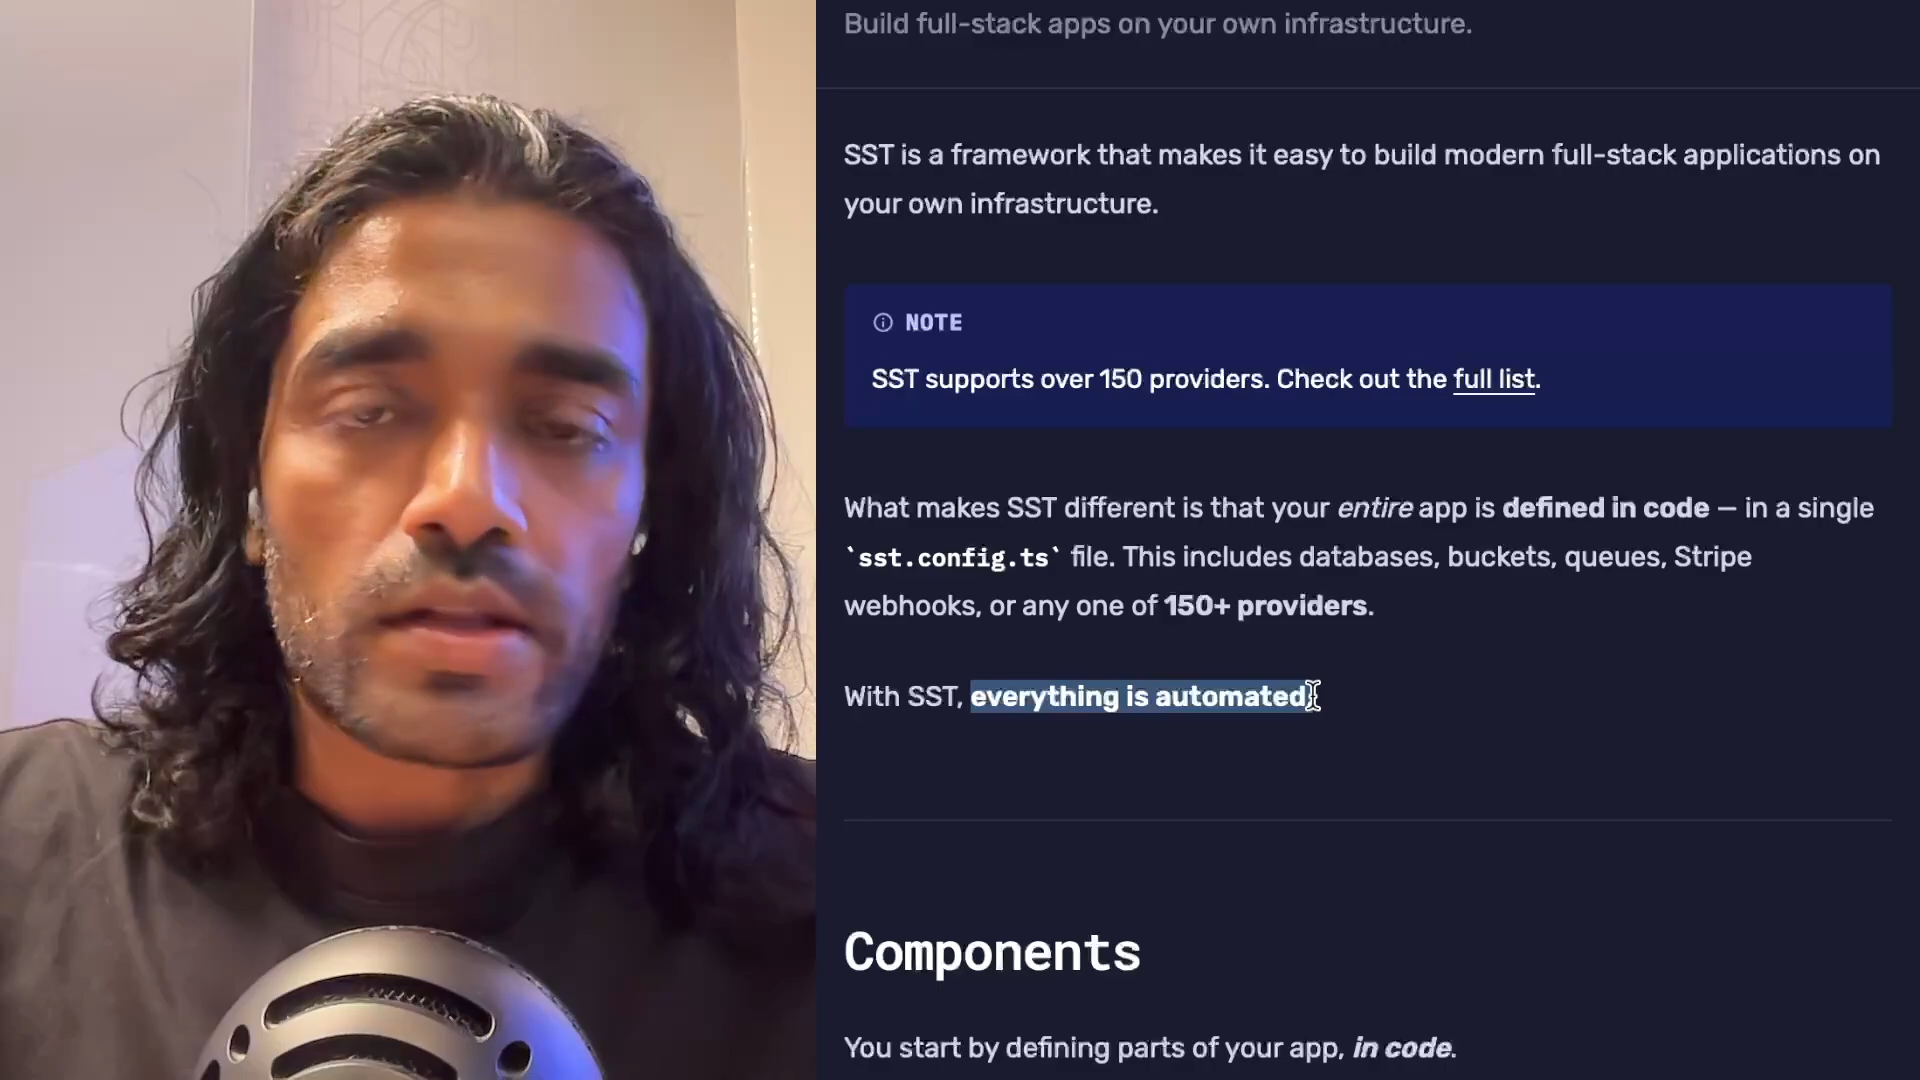 Build full-stack apps on your own infrastructure.
SST is a framework that makes it easy to build modern full-stack applications on
your own infrastructure.
NOTE
SST supports over 150 providers. Check out the full list.
What makes SST different is that your entire app is defined in code — in a single
`sst.config.ts` file. This includes databases, buckets, queues, Stripe
webhooks, or any one of 150+ providers.
With SST, everything is automated.
Components
You start by defining parts of your app, in code.